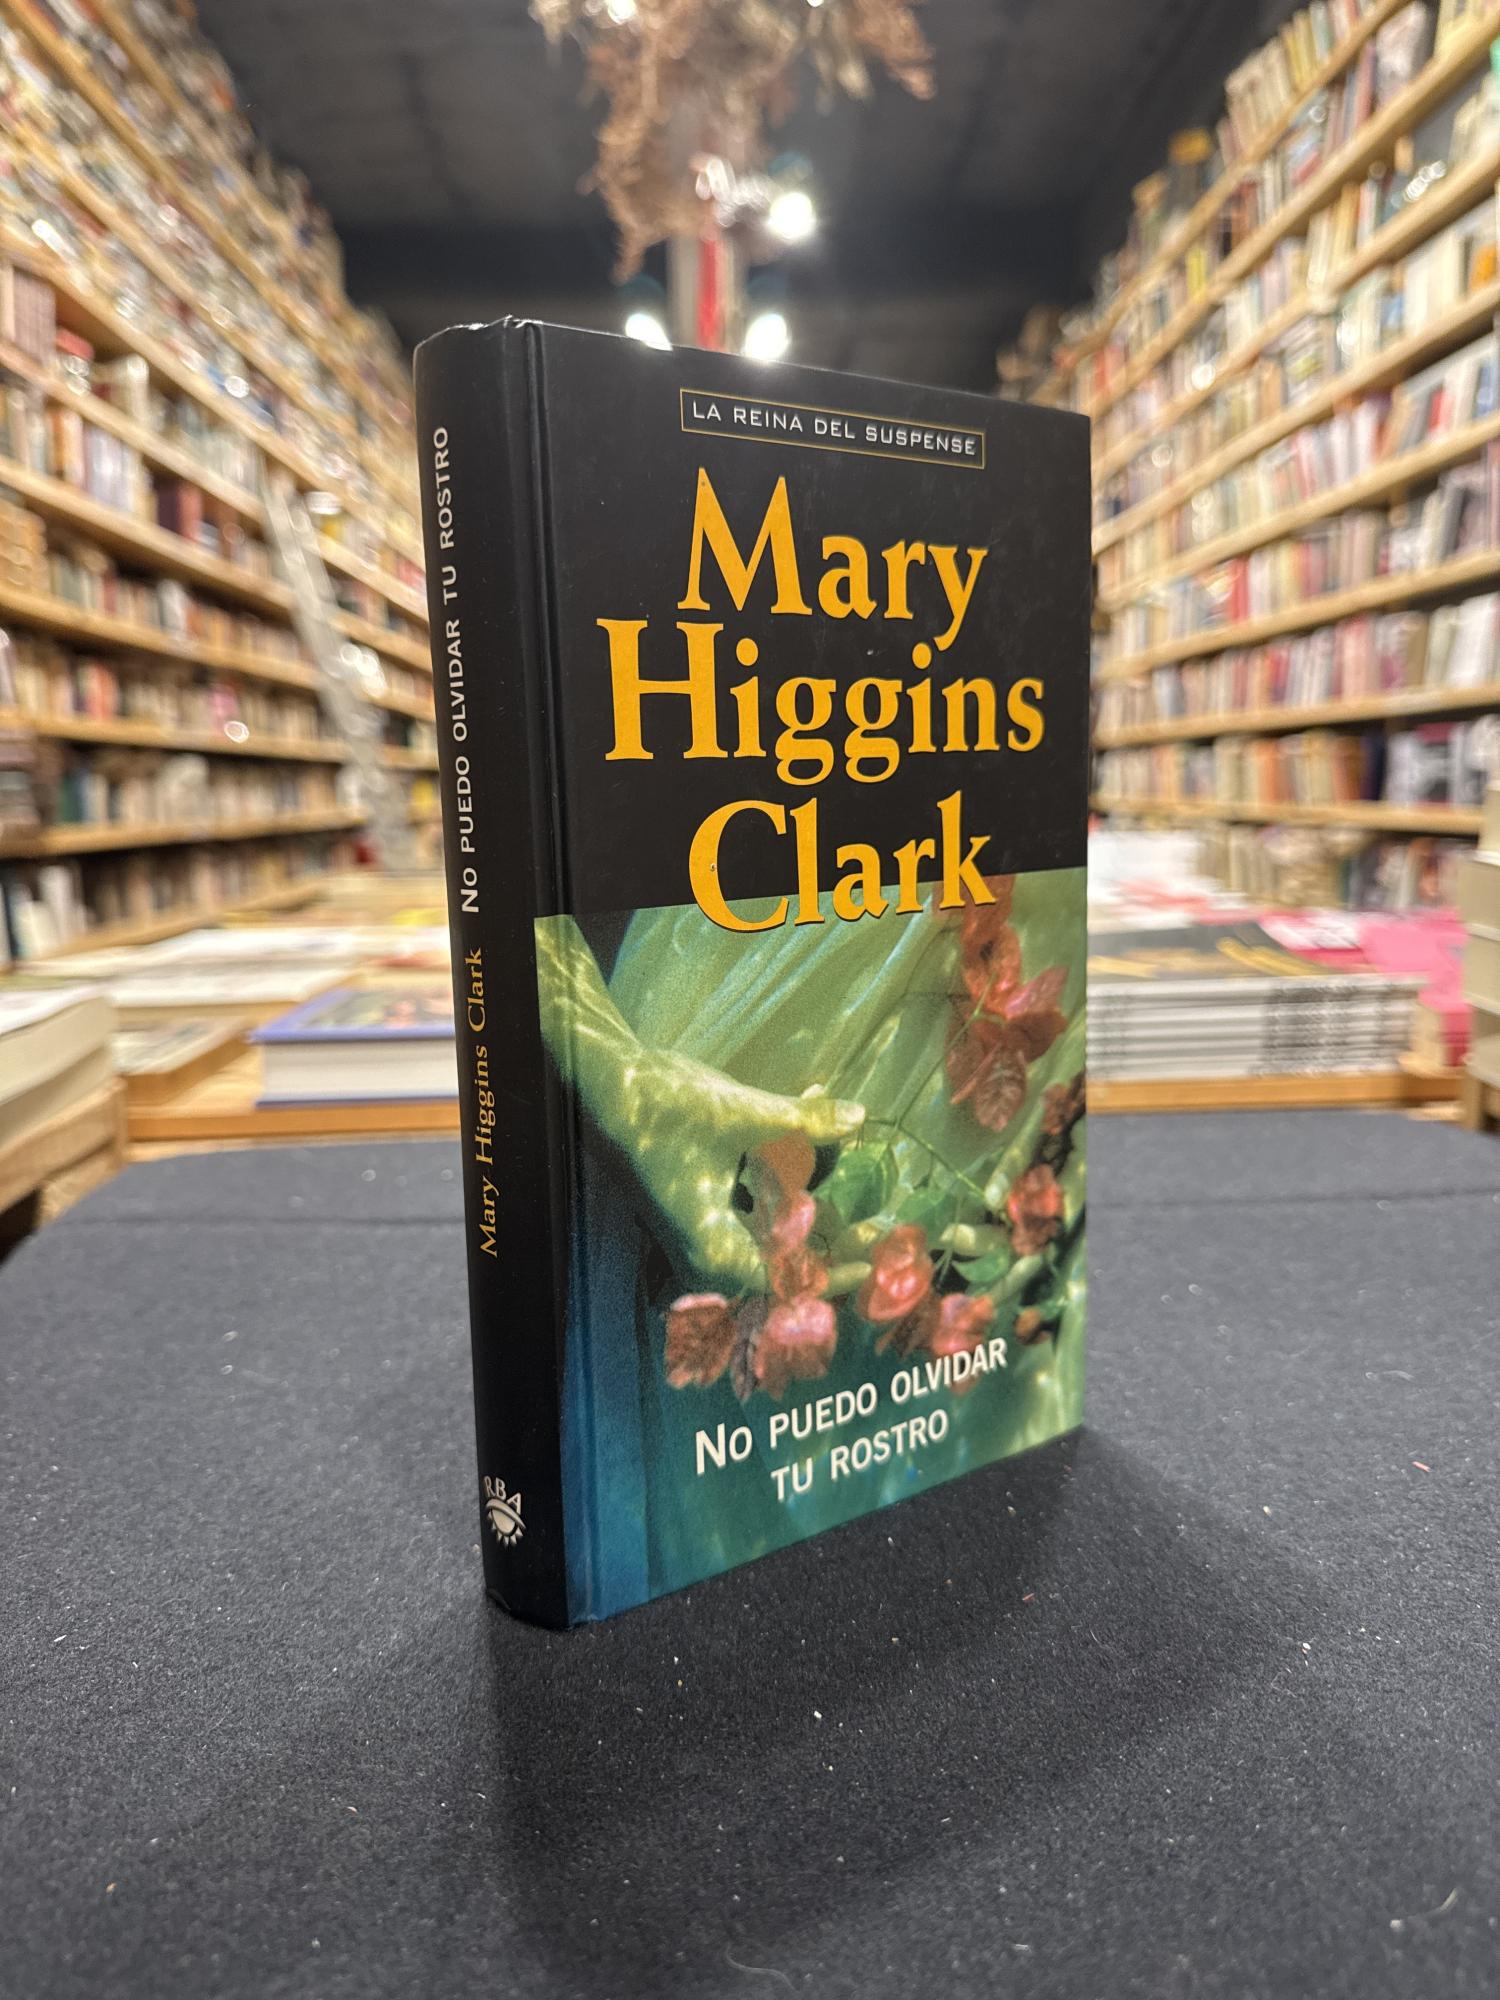 LA REINA DEL SUSPENSE
Mary
Higgins
Clark
No PUEDO OLVIDAR
TU ROSTRO
Mary Higgins Clark No PUEDO OLVIDAR TU ROSTRO
RBA